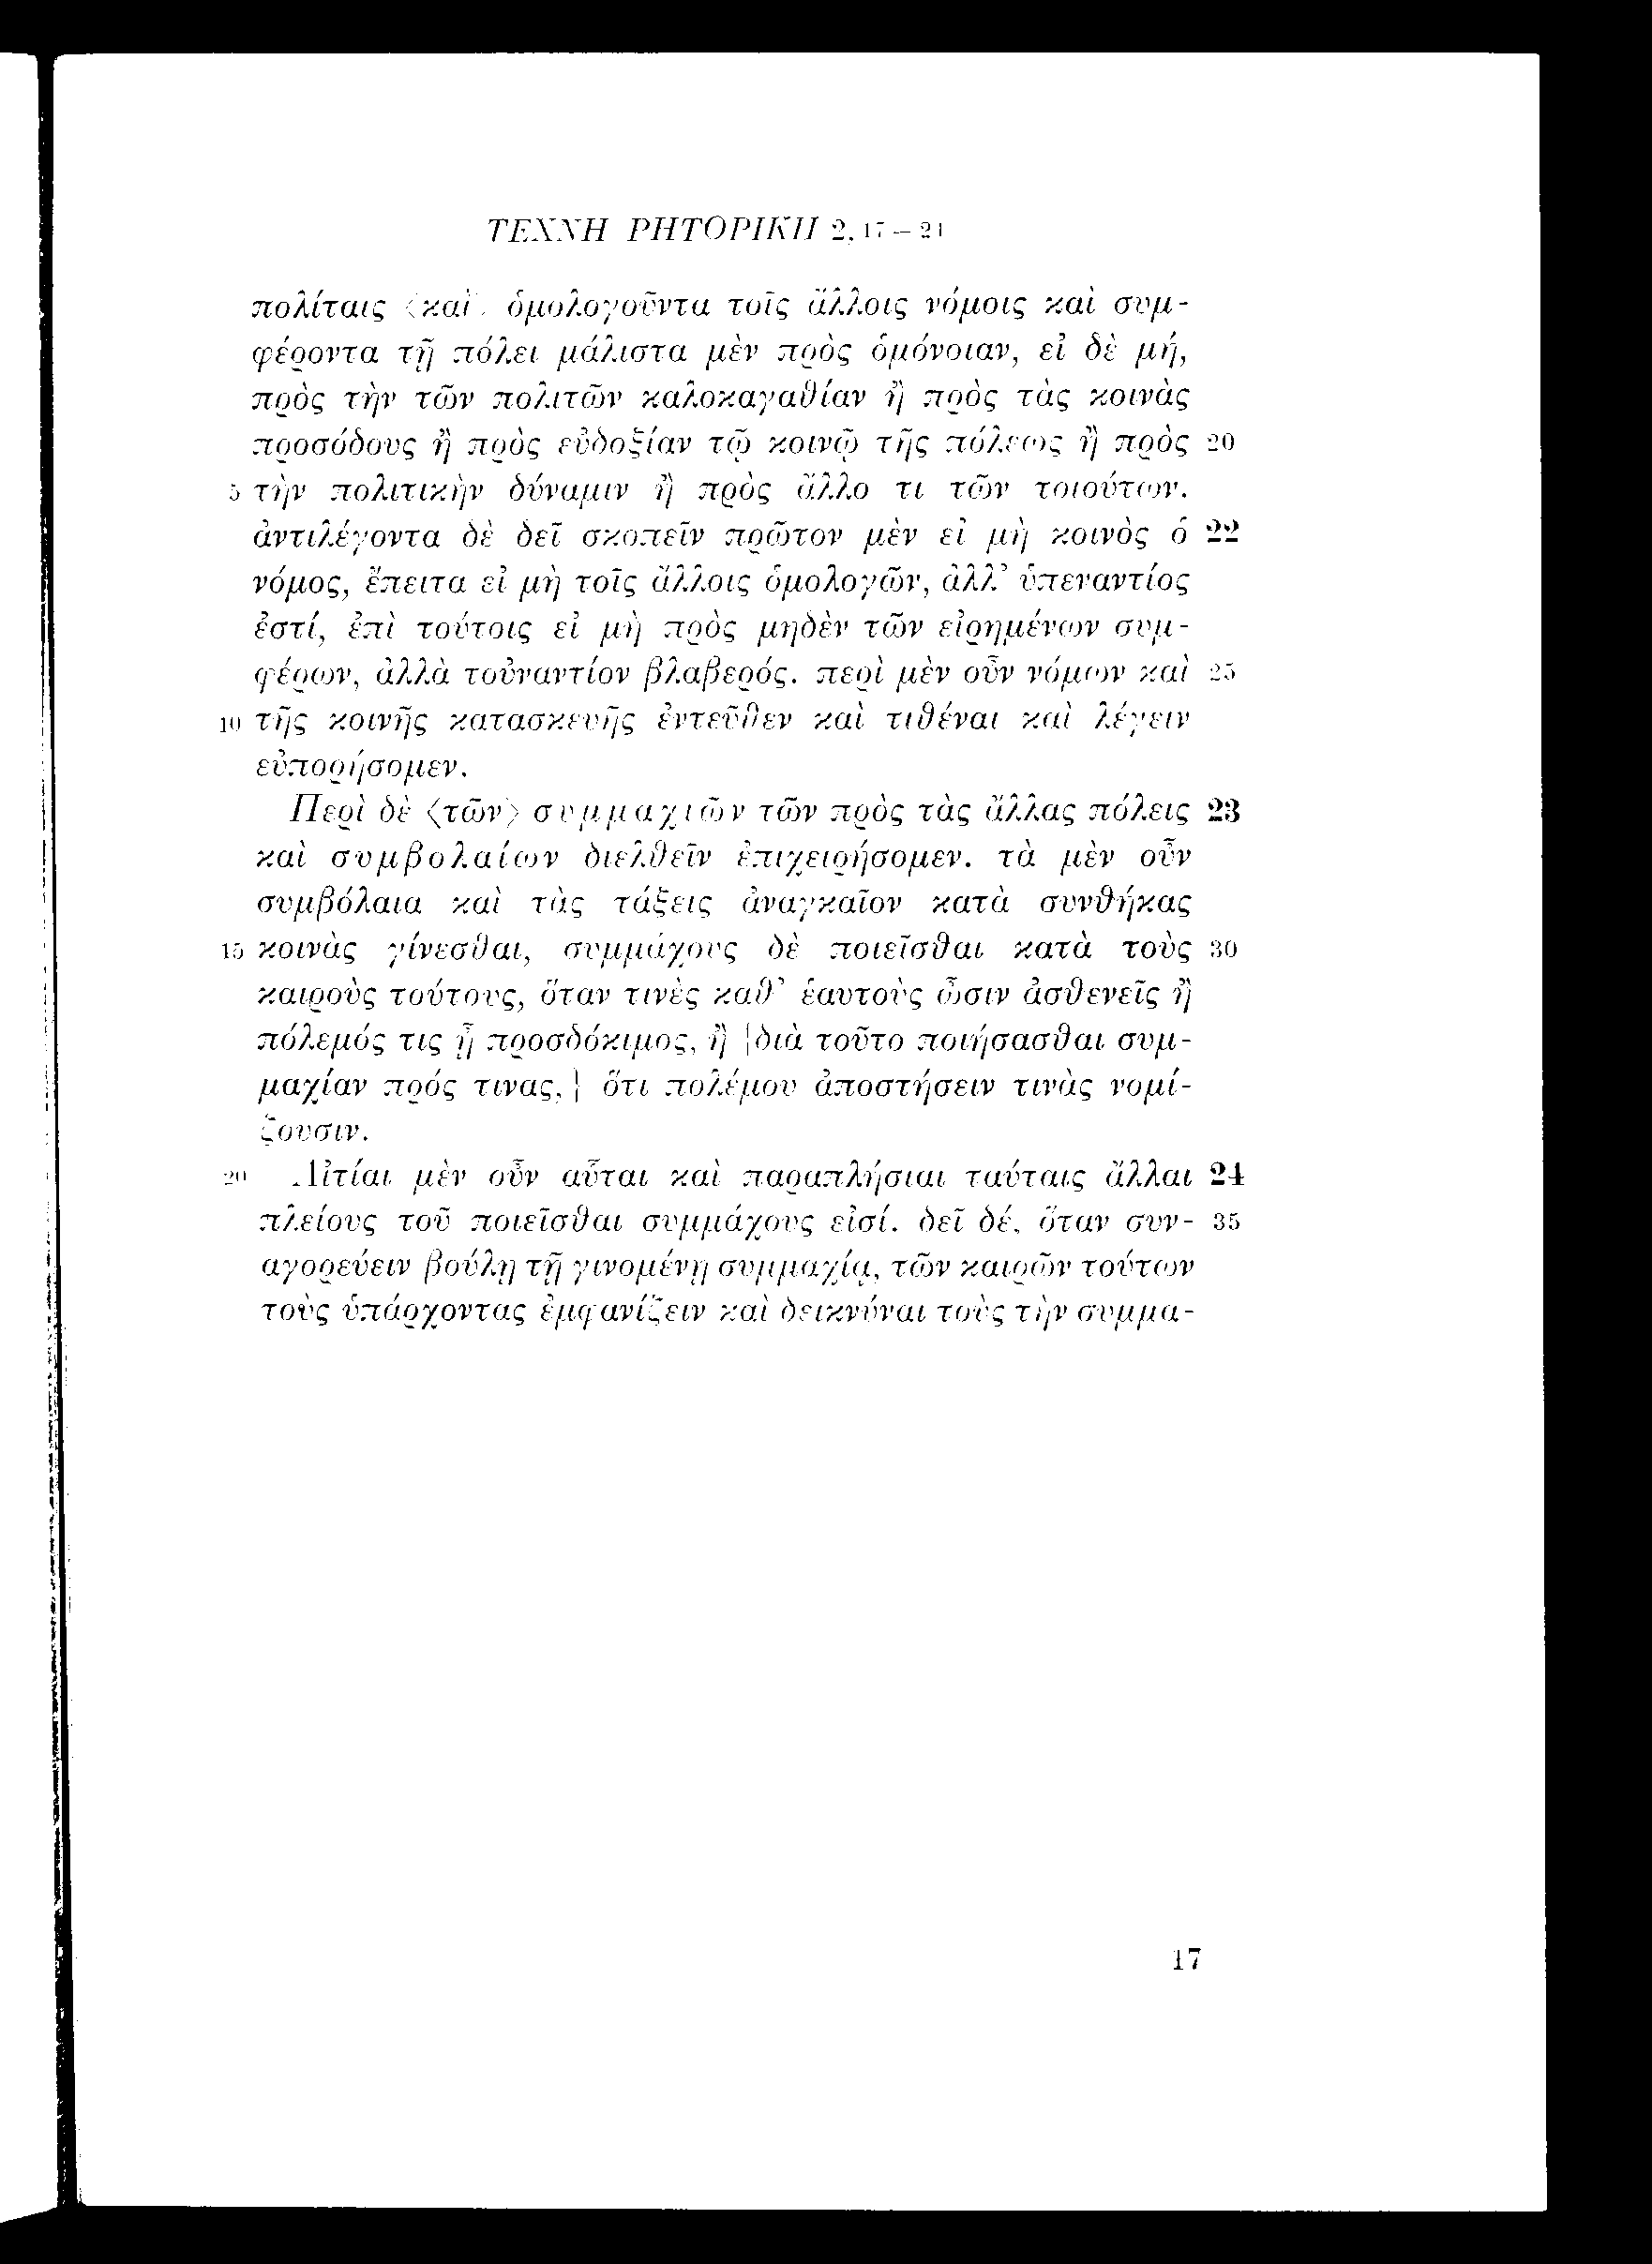 ΤΕΧΝΗ ΡΗΤΟΡΙΚΗ 2, 17 – 24
πολίταις ⟨καὶ⟩ ὁμολογοῦντα τοῖς ἄλλοις νόμοις καὶ συμ-
φέροντα τῇ πόλει μάλιστα μὲν πρὸς ὁμόνοιαν, εἰ δὲ μή,
πρὸς τὴν τῶν πολιτῶν καλοκαγαθίαν ἢ πρὸς τὰς κοινὰς
προσόδους ἢ πρὸς εὐδοξίαν τῷ κοινῷ τῆς πόλεως ἢ πρὸς 20
5 τὴν πολιτικὴν δύναμιν ἢ πρὸς ἄλλο τι τῶν τοιούτων.
ἀντιλέγοντα δὲ δεῖ σκοπεῖν πρῶτον μὲν εἰ μὴ κοινὸς ὁ 22
νόμος, ἔπειτα εἰ μὴ τοῖς ἄλλοις ὁμολογῶν, ἀλλ’ ὑπεναντίος
ἐστί, ἐπὶ τούτοις εἰ μὴ πρὸς μηδὲν τῶν εἰρημένων συμ-
φέρων, ἀλλὰ τοὐναντίον βλαβερός. περὶ μὲν οὖν νόμων καὶ 25
10 τῆς κοινῆς κατασκευῆς ἐντεῦθεν καὶ τιθέναι καὶ λέγειν
εὐπορήσομεν.
Περὶ δὲ ⟨τῶν⟩ συμμαχιῶν τῶν πρὸς τὰς ἄλλας πόλεις 23
καὶ συμβολαίων διελθεῖν ἐπιχειρήσομεν. τὰ μὲν οὖν
συμβόλαια καὶ τὰς τάξεις ἀναγκαῖον κατὰ συνθήκας
15 κοινὰς γίνεσθαι, συμμάχους δὲ ποιεῖσθαι κατὰ τοὺς 30
καιροὺς τούτους, ὅταν τινὲς καθ’ ἑαυτοὺς ὦσιν ἀσθενεῖς ἢ
πόλεμός τις ᾖ προσδόκιμος, ἢ [διὰ τοῦτο ποιήσασθαι συμ-
μαχίαν πρός τινας,] ὅτι πολέμου ἀποστήσειν τινὰς νομί-
ζουσιν.
20 Αἰτίαι μὲν οὖν αὗται καὶ παραπλήσιαι ταύταις ἄλλαι 24
πλείους τοῦ ποιεῖσθαι συμμάχους εἰσί. δεῖ δέ, ὅταν συν- 35
αγορεύειν βούλῃ τῇ γινομένῃ συμμαχίᾳ, τῶν καιρῶν τούτων
τοὺς ὑπάρχοντας ἐμφανίζειν καὶ δεικνύναι τοὺς τὴν συμμα-
17